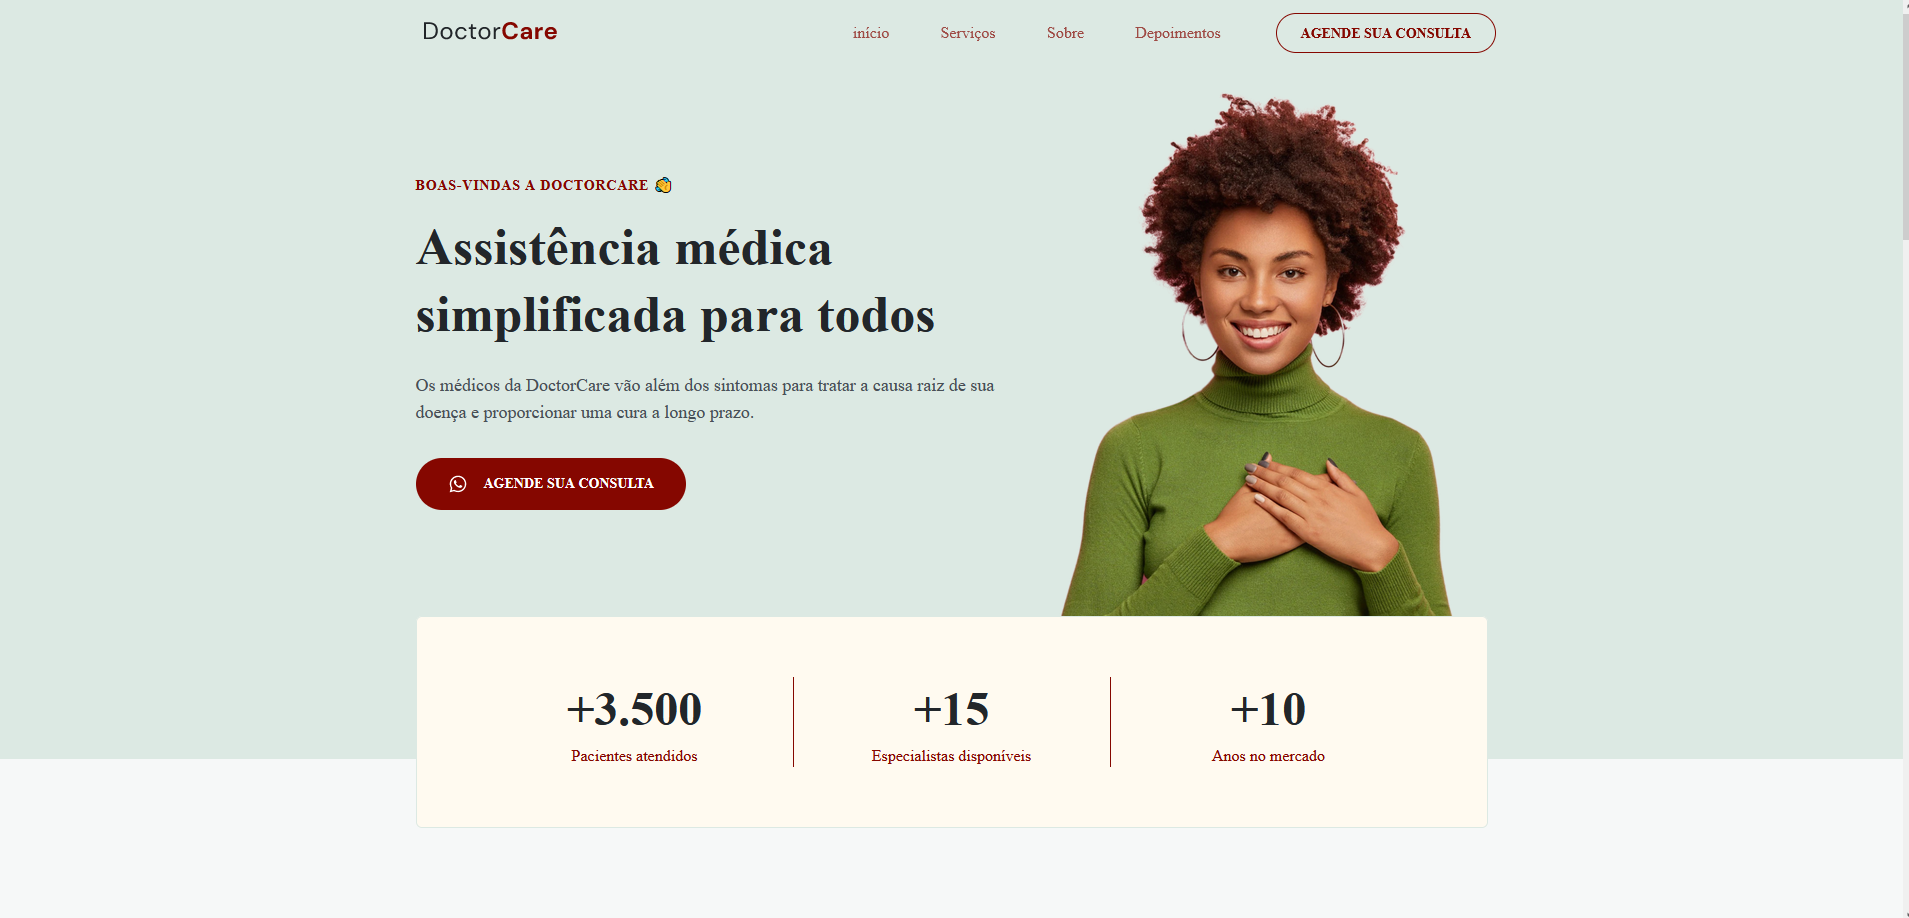 DoctorCare
início
Serviços
Sobre
Depoimentos
AGENDE SUA CONSULTA
BOAS-VINDAS A DOCTORCARE
Assistência médica
simplificada para todos
Os médicos da DoctorCare vão além dos sintomas para tratar a causa raiz de sua
doença e proporcionar uma cura a longo prazo.
AGENDE SUA CONSULTA
+3.500
Pacientes atendidos
+15
Especialistas disponíveis
+10
Anos no mercado